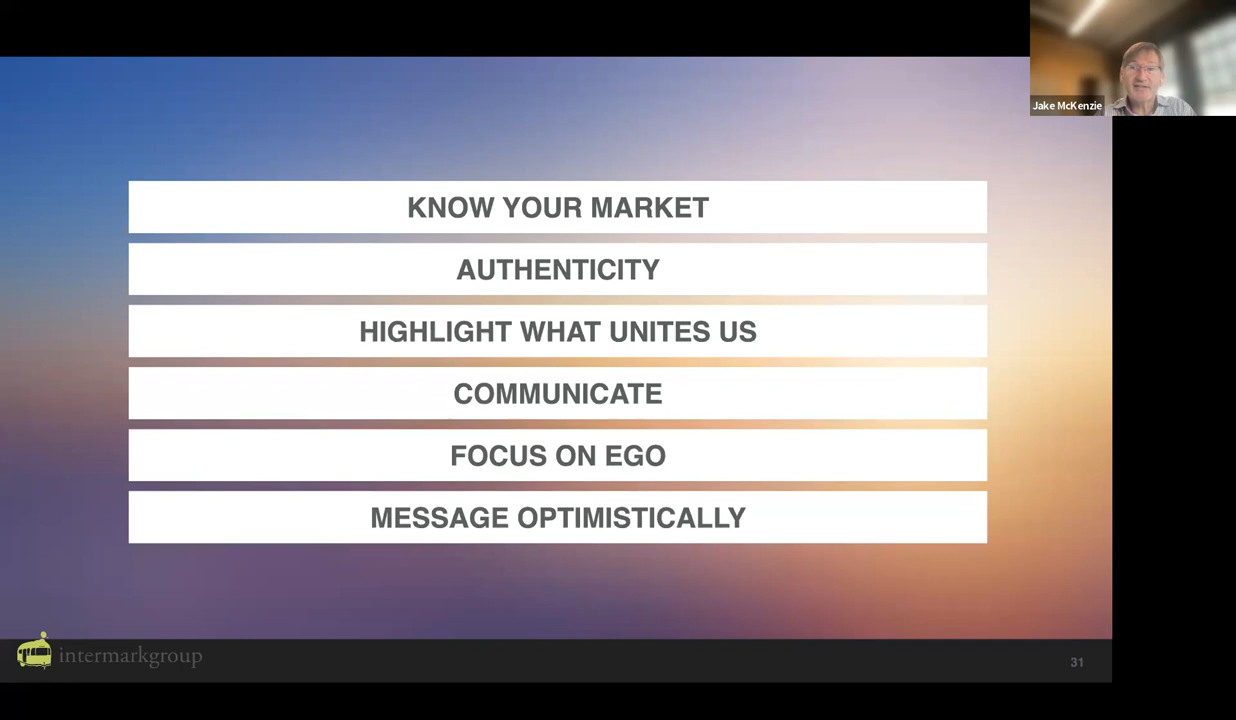 Jake McKenzie
KNOW YOUR MARKET
AUTHENTICITY
HIGHLIGHT WHAT UNITES US
COMMUNICATE
FOCUS ON EGO
MESSAGE OPTIMISTICALLY
intermarkgroup
31